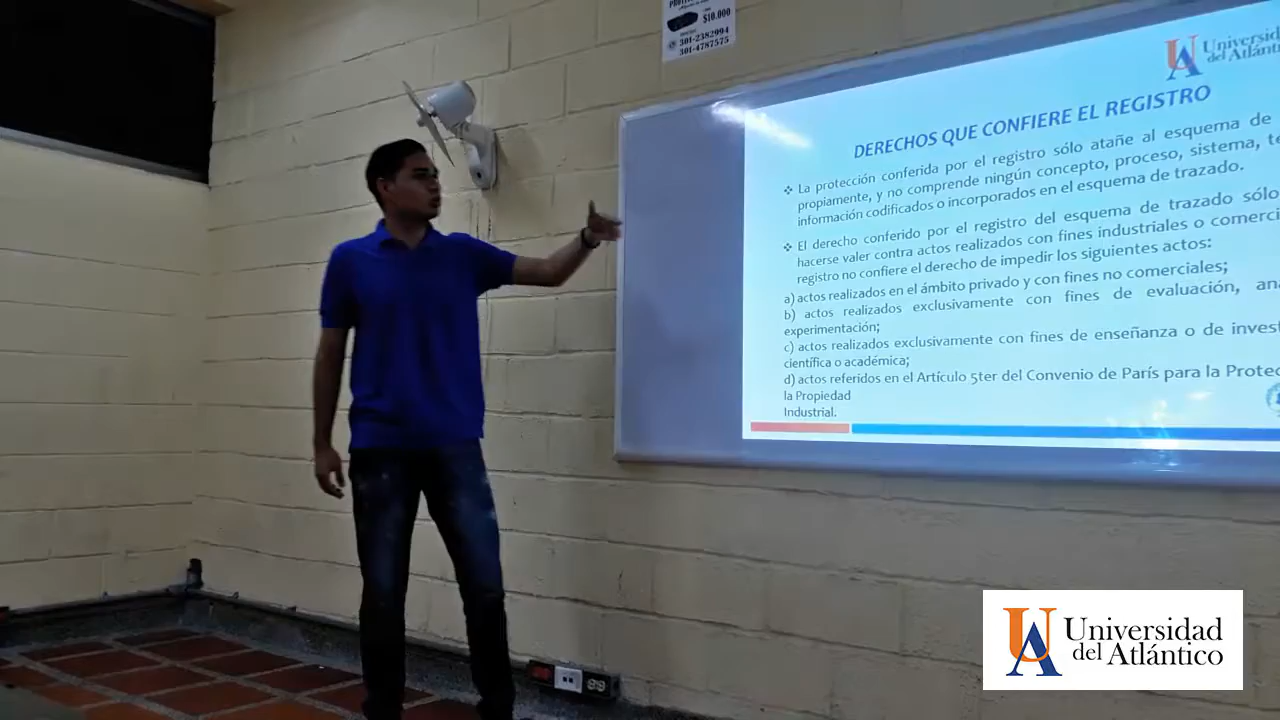 $10.000
301-2382994
301-4787575
Universidad
del Atlántico
DERECHOS QUE CONFIERE EL REGISTRO
❖ La protección conferida por el registro sólo atañe al esquema de
propiamente, y no comprende ningún concepto, proceso, sistema,
información codificados o incorporados en el esquema de trazado.
❖ El derecho conferido por el registro del esquema de trazado sólo
hacerse valer contra actos realizados con fines industriales o
registro no confiere el derecho de impedir los siguientes actos:
a) actos realizados en el ámbito privado y con fines no comerciales;
b) actos realizados exclusivamente con fines de evaluación,
experimentación;
c) actos realizados exclusivamente con fines de enseñanza o de
científica o académica;
d) actos referidos en el Artículo 5ter del Convenio de París para la
la Propiedad
Industrial.
Universidad
del Atlántico